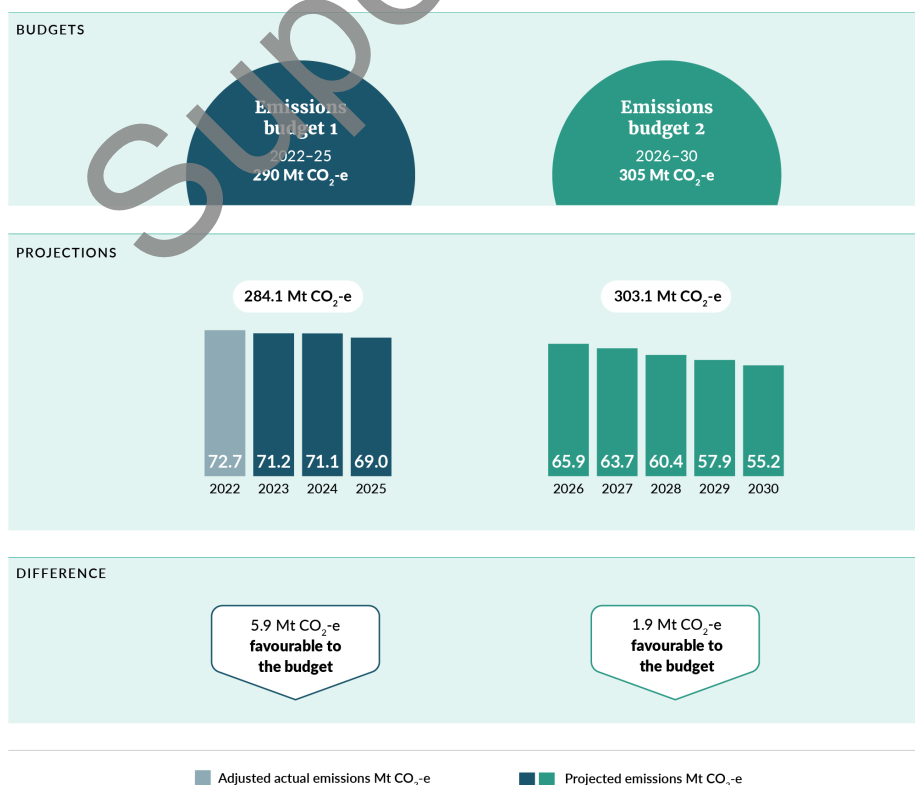 BUDGETS
Emissions
budget 1
2022–25
290 Mt CO2-e
Emissions
budget 2
2026–30
305 Mt CO2-e
PROJECTIONS
284.1 Mt CO2-e
303.1 Mt CO2-e
72.7 71.2 71.1 69.0
2022 2023 2024 2025
65.9 63.7 60.4 57.9 55.2
2026 2027 2028 2029 2030
DIFFERENCE
5.9 Mt CO2-e
favourable to
the budget
1.9 Mt CO2-e
favourable to
the budget
Adjusted actual emissions Mt CO2-e
Projected emissions Mt CO2-e
Supe